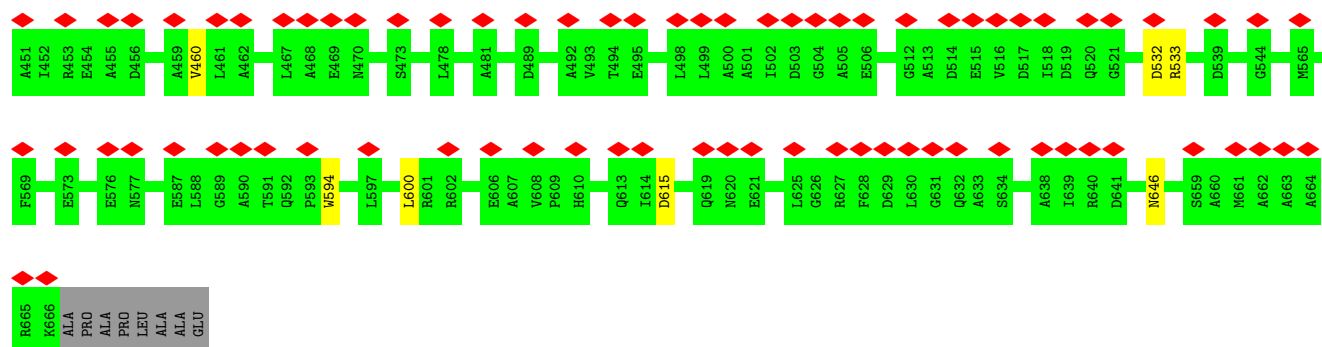 A451 I452 R453 E454 A455 D456 A459 V460 L461 A462 L467 A468 E469 N470 S473 L478 A481 D489 A492 V493 T494 E495 L498 L499 A500 A501 I502 D503 G504 A505 E506 G512 A513 D514 E515 V516 D517 I518 D519 Q520 G521 D532 R533 D539 G544 M565
F569 E573 E576 N577 E587 L588 G589 A590 T591 Q592 P593 W594 L597 L600 R601 R602 E606 A607 V608 P609 H610 Q613 I614 D615 Q619 N620 E621 L625 G626 R627 F628 D629 L630 G631 Q632 A633 S634 A638 I639 R640 D641 N646 S659 A660 M661 A662 A663 A664
R665 K666 ALA PRO ALA PRO LEU ALA ALA GLU